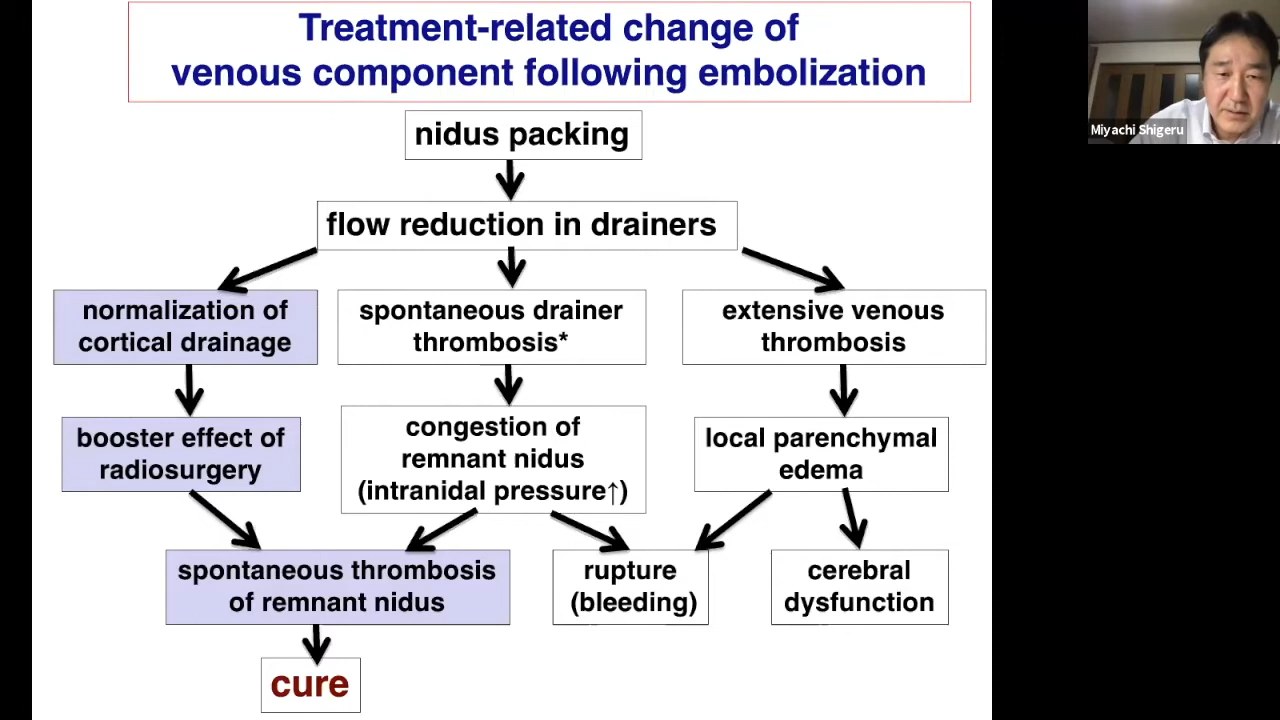 Treatment-related change of
venous component following embolization
Miyachi Shigeru
nidus packing
flow reduction in drainers
normalization of
cortical drainage
spontaneous drainer
thrombosis*
extensive venous
thrombosis
booster effect of
radiosurgery
congestion of
remnant nidus
(intranidal pressure↑)
local parenchymal
edema
spontaneous thrombosis
of remnant nidus
rupture
(bleeding)
cerebral
dysfunction
cure